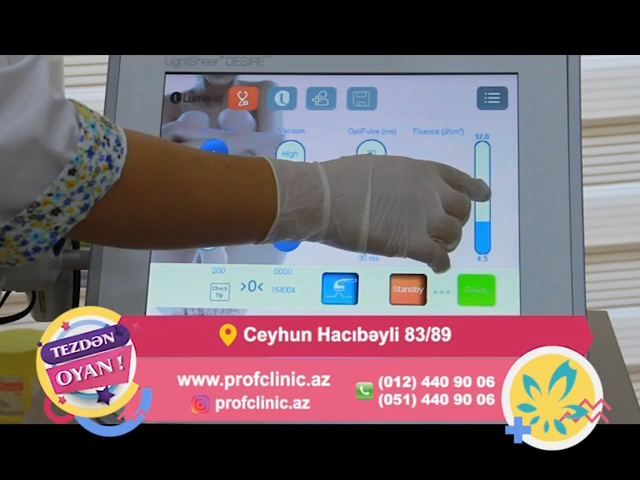 LightSheer DESIRE
Lumenis
Vacuum
OptiPulse (ms)
Fluence (J/cm²)
12.0
High
30
30 ms
4.5
200
0000
Check
Tip
>0<
154004
Standby
Ready
TEZDƏN
OYAN!
Ceyhun Hacıbəyli 83/89
www.profclinic.az
(012) 440 90 06
profclinic.az
(051) 440 90 06